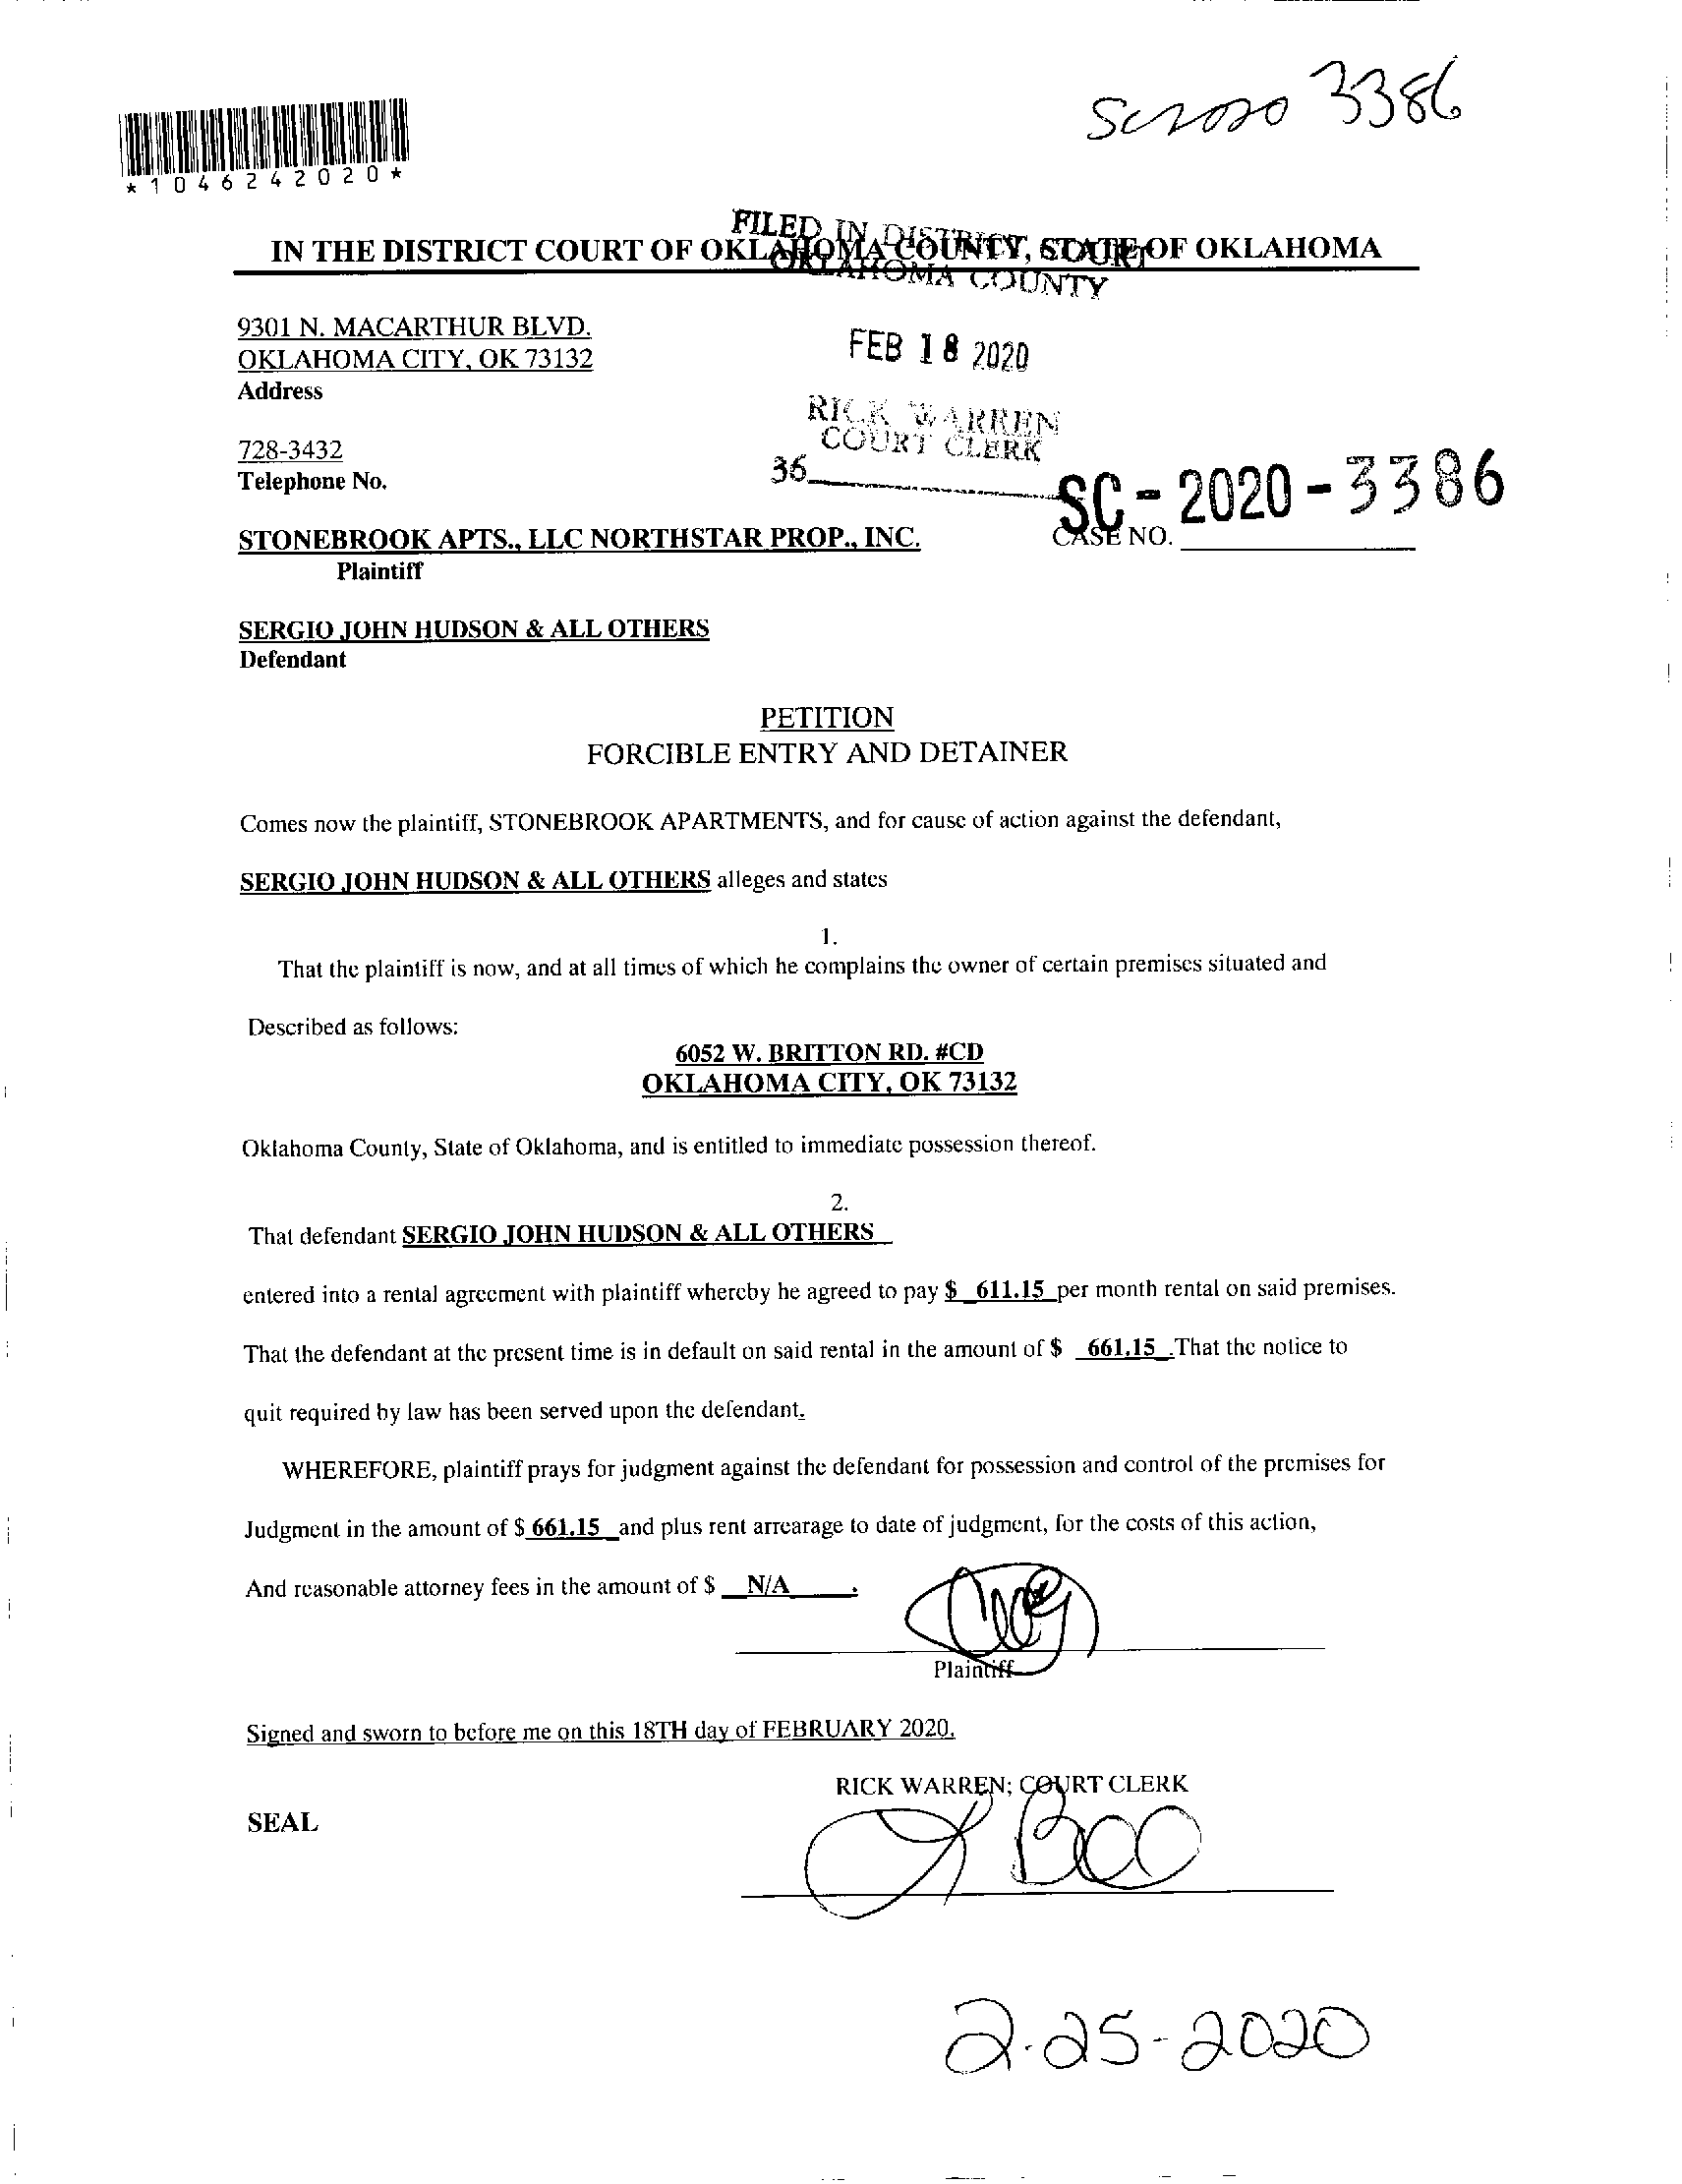 SC2020 3386
*1046242020*
FILED IN DISTRICT COURT
OKLAHOMA COUNTY
IN THE DISTRICT COURT OF OKLAHOMA COUNTY, STATE OF OKLAHOMA
9301 N. MACARTHUR BLVD.
OKLAHOMA CITY, OK 73132
Address
FEB 18 2020
RICK WARREN
COURT CLERK
728-3432
Telephone No.
36
SC-2020-3386
STONEBROOK APTS., LLC NORTHSTAR PROP., INC.
CASE NO.
Plaintiff
SERGIO JOHN HUDSON & ALL OTHERS
Defendant
PETITION
FORCIBLE ENTRY AND DETAINER
Comes now the plaintiff, STONEBROOK APARTMENTS, and for cause of action against the defendant,
SERGIO JOHN HUDSON & ALL OTHERS alleges and states
1.
That the plaintiff is now, and at all times of which he complains the owner of certain premises situated and
Described as follows:
6052 W. BRITTON RD. #CD
OKLAHOMA CITY, OK 73132
Oklahoma County, State of Oklahoma, and is entitled to immediate possession thereof.
2.
That defendant SERGIO JOHN HUDSON & ALL OTHERS
entered into a rental agreement with plaintiff whereby he agreed to pay $ 611.15 per month rental on said premises.
That the defendant at the present time is in default on said rental in the amount of $ 661.15 .That the notice to
quit required by law has been served upon the defendant.
WHEREFORE, plaintiff prays for judgment against the defendant for possession and control of the premises for
Judgment in the amount of $ 661.15 and plus rent arrearage to date of judgment, for the costs of this action,
And reasonable attorney fees in the amount of $ N/A .
Plaintiff
Signed and sworn to before me on this 18TH day of FEBRUARY 2020.
RICK WARREN; COURT CLERK
SEAL
2-25-2020